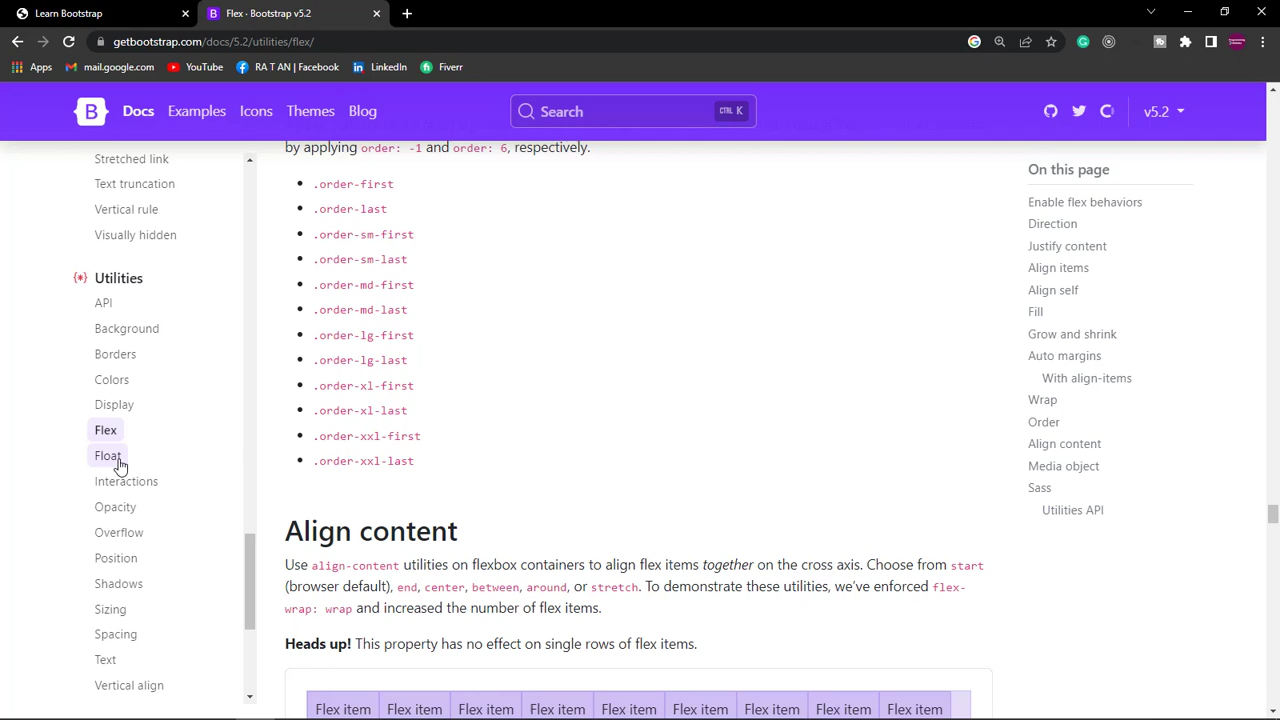 Learn Bootstrap
Flex · Bootstrap v5.2
getbootstrap.com/docs/5.2/utilities/flex/
Apps
mail.google.com
YouTube
RA T AN | Facebook
LinkedIn
Fiverr
B
Docs
Examples
Icons
Themes
Blog
Search
CTRL K
v5.2
Stretched link
Text truncation
Vertical rule
Visually hidden
Utilities
API
Background
Borders
Colors
Display
Flex
Float
Interactions
Opacity
Overflow
Position
Shadows
Sizing
Spacing
Text
Vertical align
by applying order: -1 and order: 6, respectively.
.order-first
.order-last
.order-sm-first
.order-sm-last
.order-md-first
.order-md-last
.order-lg-first
.order-lg-last
.order-xl-first
.order-xl-last
.order-xxl-first
.order-xxl-last
Align content
Use align-content utilities on flexbox containers to align flex items together on the cross axis. Choose from start
(browser default), end, center, between, around, or stretch. To demonstrate these utilities, we've enforced flex-
wrap: wrap and increased the number of flex items.
Heads up! This property has no effect on single rows of flex items.
Flex item Flex item Flex item Flex item Flex item Flex item Flex item Flex item Flex item
On this page
Enable flex behaviors
Direction
Justify content
Align items
Align self
Fill
Grow and shrink
Auto margins
With align-items
Wrap
Order
Align content
Media object
Sass
Utilities API